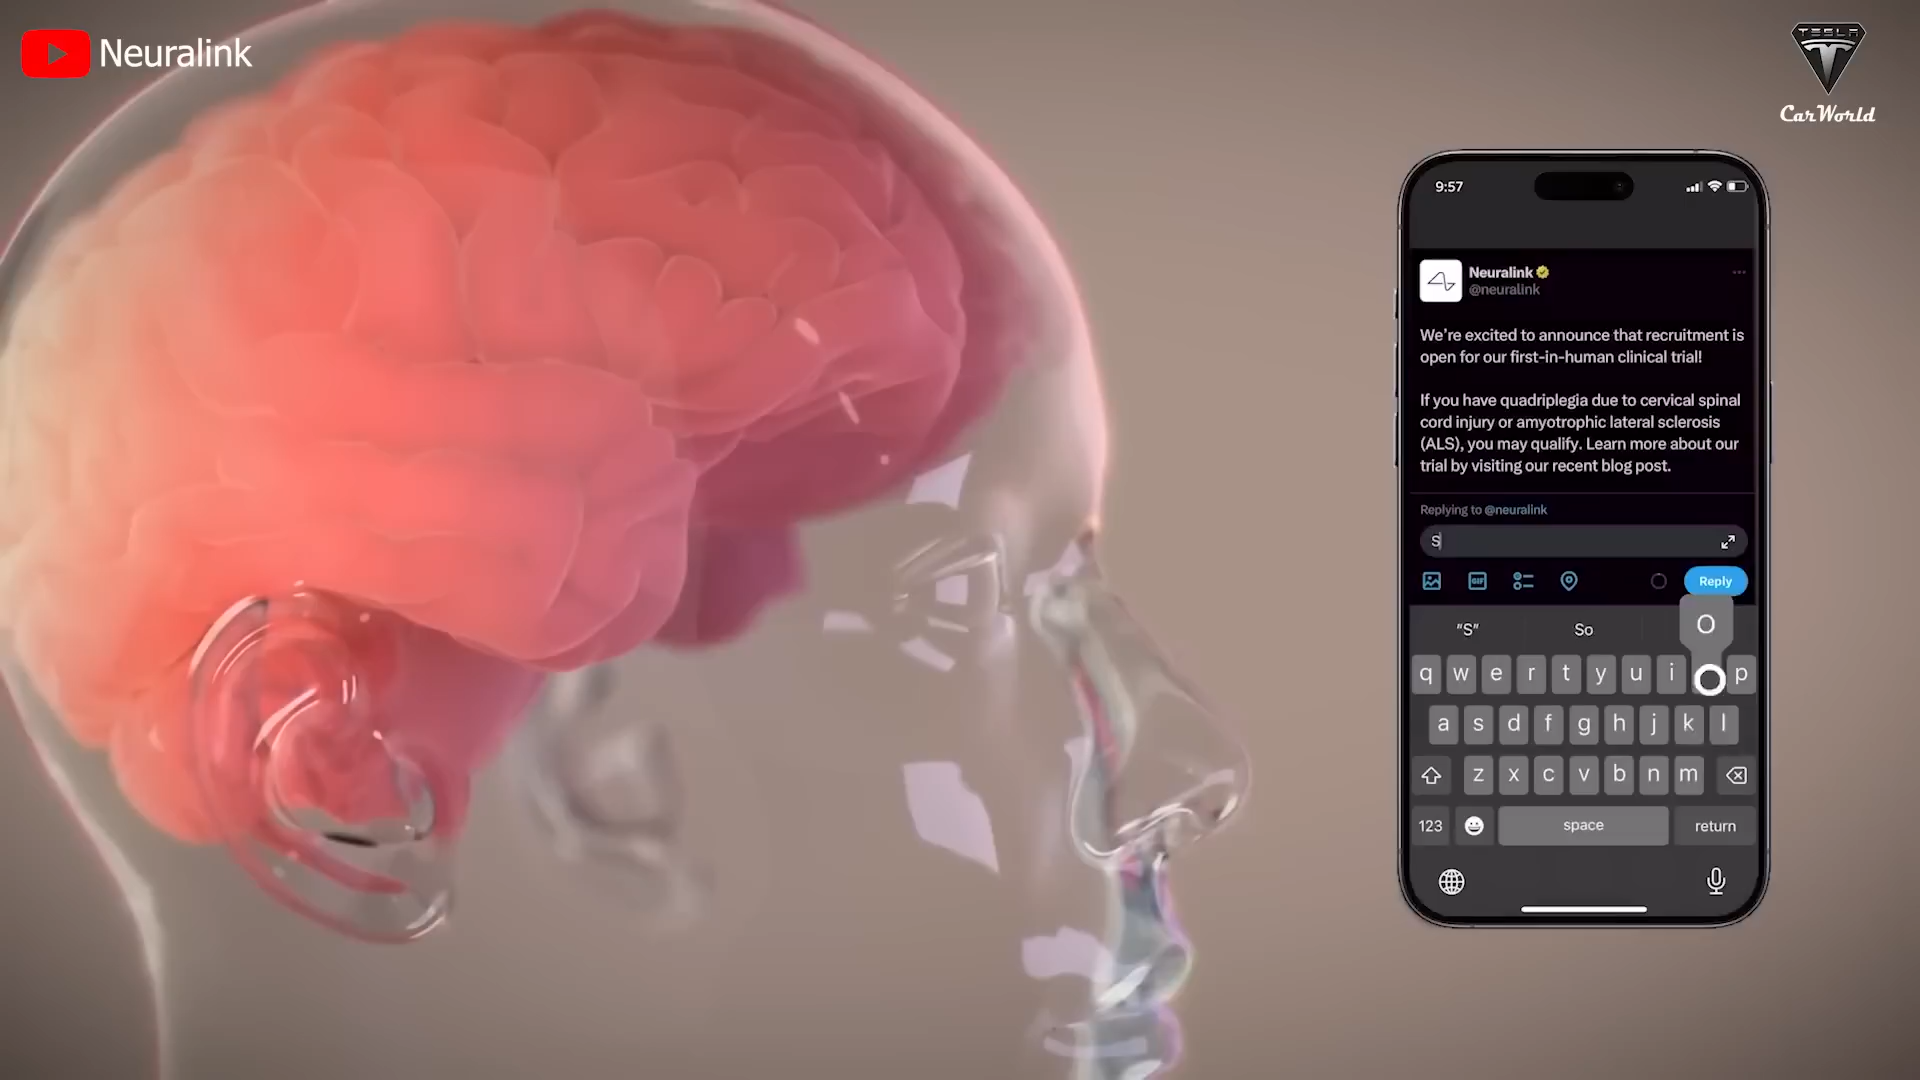 Neuralink
TESLA
CarWorld
9:57
Neuralink
@neuralink
We're excited to announce that recruitment is
open for our first-in-human clinical trial!
If you have quadriplegia due to cervical spinal
cord injury or amyotrophic lateral sclerosis
(ALS), you may qualify. Learn more about our
trial by visiting our recent blog post.
Replying to @neuralink
S
GIF
Reply
"S"
So
O
q w e r t y u i p
a s d f g h j k l
z x c v b n m
123
space
return